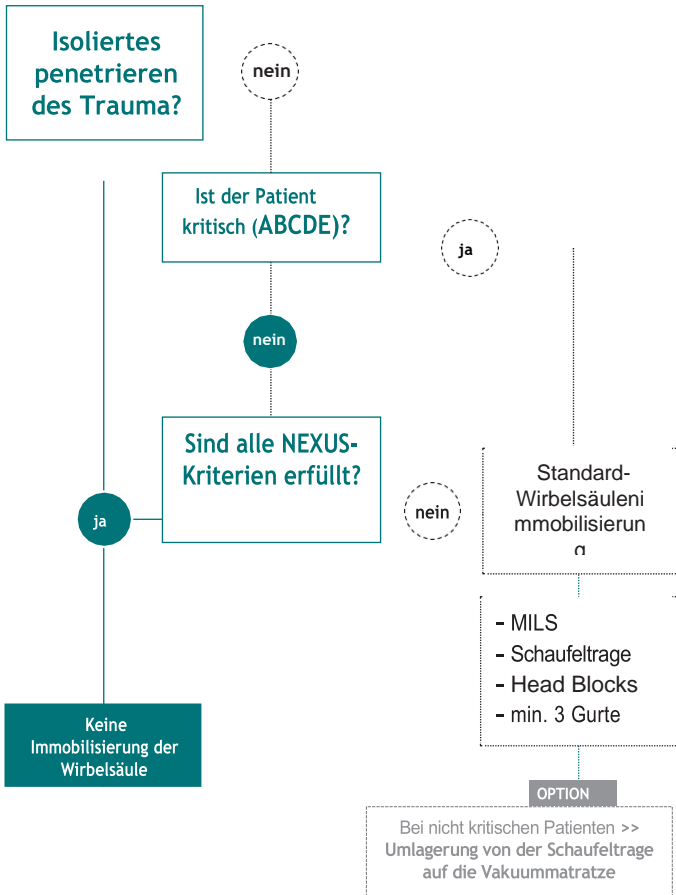 Isoliertes
penetrieren
des Trauma?
nein
Ist der Patient
kritisch (ABCDE)?
ja
nein
Sind alle NEXUS-
Kriterien erfüllt?
nein
ja
Standard-
Wirbelsäuleni
mmobilisierun
g
- MILS
- Schaufeltrage
- Head Blocks
- min. 3 Gurte
Keine
Immobilisierung der
Wirbelsäule
OPTION
Bei nicht kritischen Patienten >>
Umlagerung von der Schaufeltrage
auf die Vakuummatratze